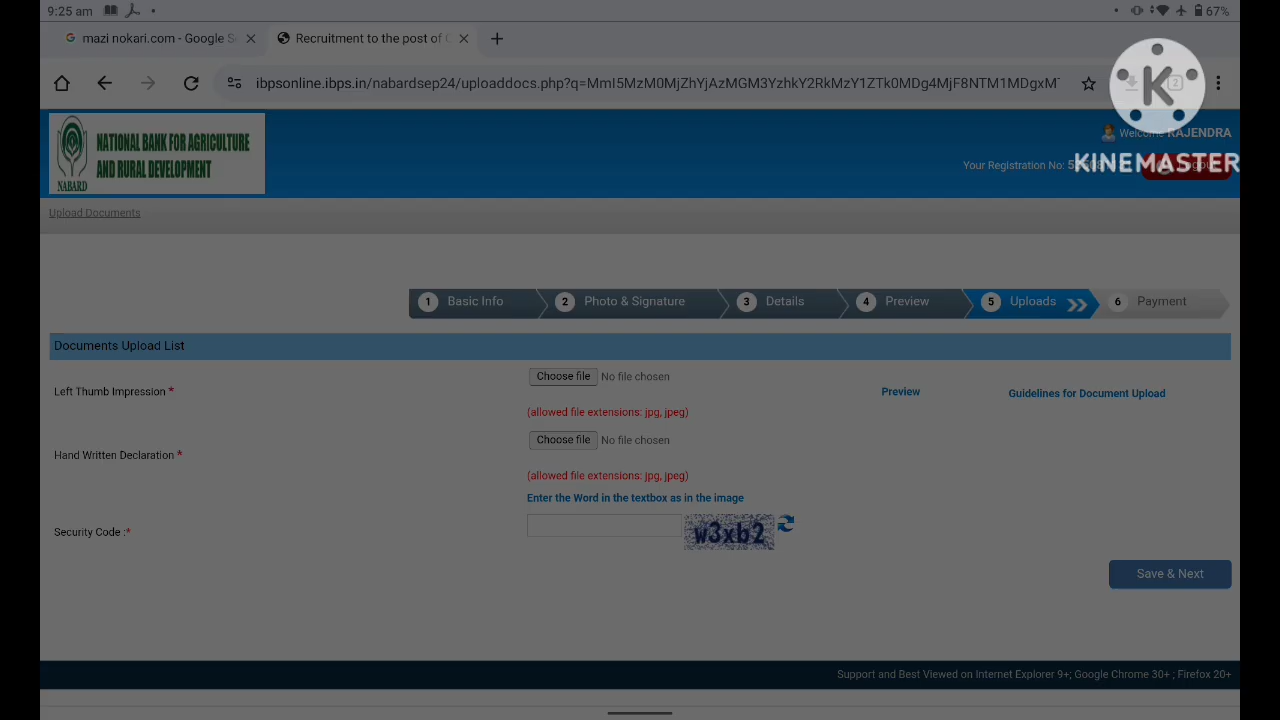 9:25 am
67%
mazi nokari.com - Google S
Recruitment to the post of
ibpsonline.ibps.in/nabardsep24/uploaddocs.php?q=
NATIONAL BANK FOR AGRICULTURE
AND RURAL DEVELOPMENT
NABARD
K
KINEMASTER
Welcome RAJENDRA
Your Registration No:
Upload Documents
1 Basic Info
2 Photo & Signature
3 Details
4 Preview
5 Uploads
6 Payment
Documents Upload List
Left Thumb Impression *
Choose file No file chosen
(allowed file extensions: jpg, jpeg)
Preview
Guidelines for Document Upload
Hand Written Declaration *
Choose file No file chosen
(allowed file extensions: jpg, jpeg)
Enter the Word in the textbox as in the image
Security Code :*
w3xb2
Save & Next
Support and Best Viewed on Internet Explorer 9+; Google Chrome 30+ ; Firefox 20+